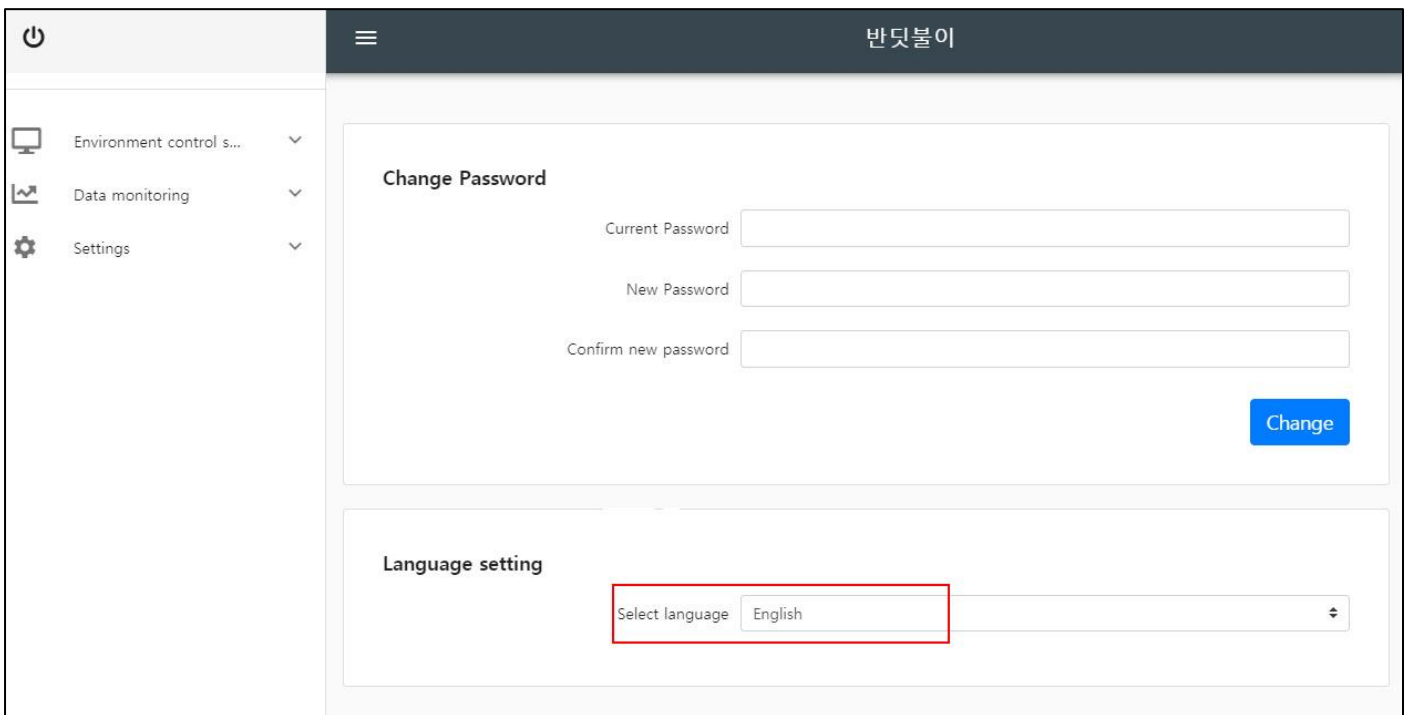 반딧불이
Environment control s...
Data monitoring
Settings
Change Password
Current Password
New Password
Confirm new password
Change
Language setting
Select language English